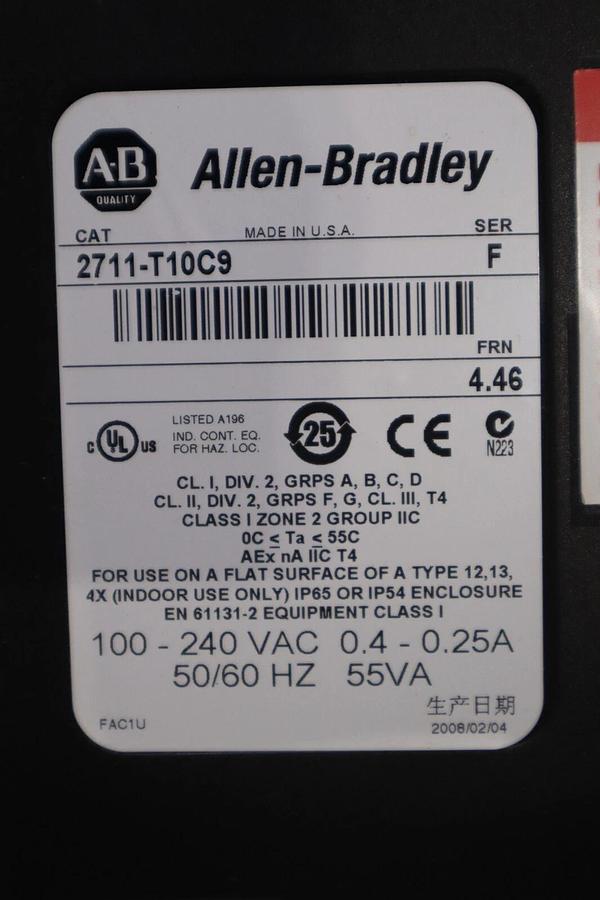 A·B
QUALITY
Allen-Bradley
CAT
MADE IN U.S.A.
SER
2711-T10C9
F
FRN
4.46
C UL US
LISTED A196
IND. CONT. EQ.
FOR HAZ. LOC.
25
CE
N223
CL. I, DIV. 2, GRPS A, B, C, D
CL. II, DIV. 2, GRPS F, G, CL. III, T4
CLASS I ZONE 2 GROUP IIC
0C ≤ Ta ≤ 55C
AEx nA IIC T4
FOR USE ON A FLAT SURFACE OF A TYPE 12,13,
4X (INDOOR USE ONLY) IP65 OR IP54 ENCLOSURE
EN 61131-2 EQUIPMENT CLASS I
100 - 240 VAC 0.4 - 0.25A
50/60 HZ 55VA
生产日期
FAC1U
2008/02/04